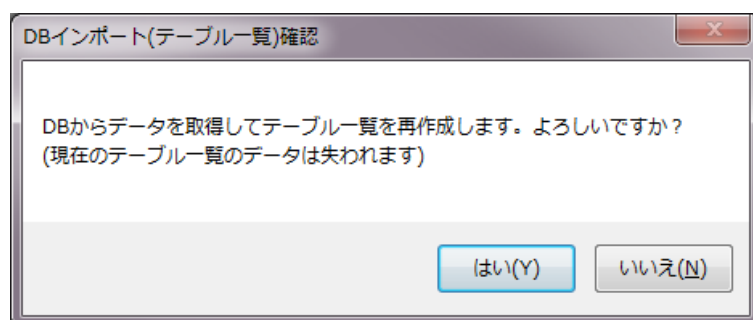 DBインポート(テーブル一覧)確認
DBからデータを取得してテーブル一覧を再作成します。よろしいですか？
(現在のテーブル一覧のデータは失われます)
はい(Y)
いいえ(N)